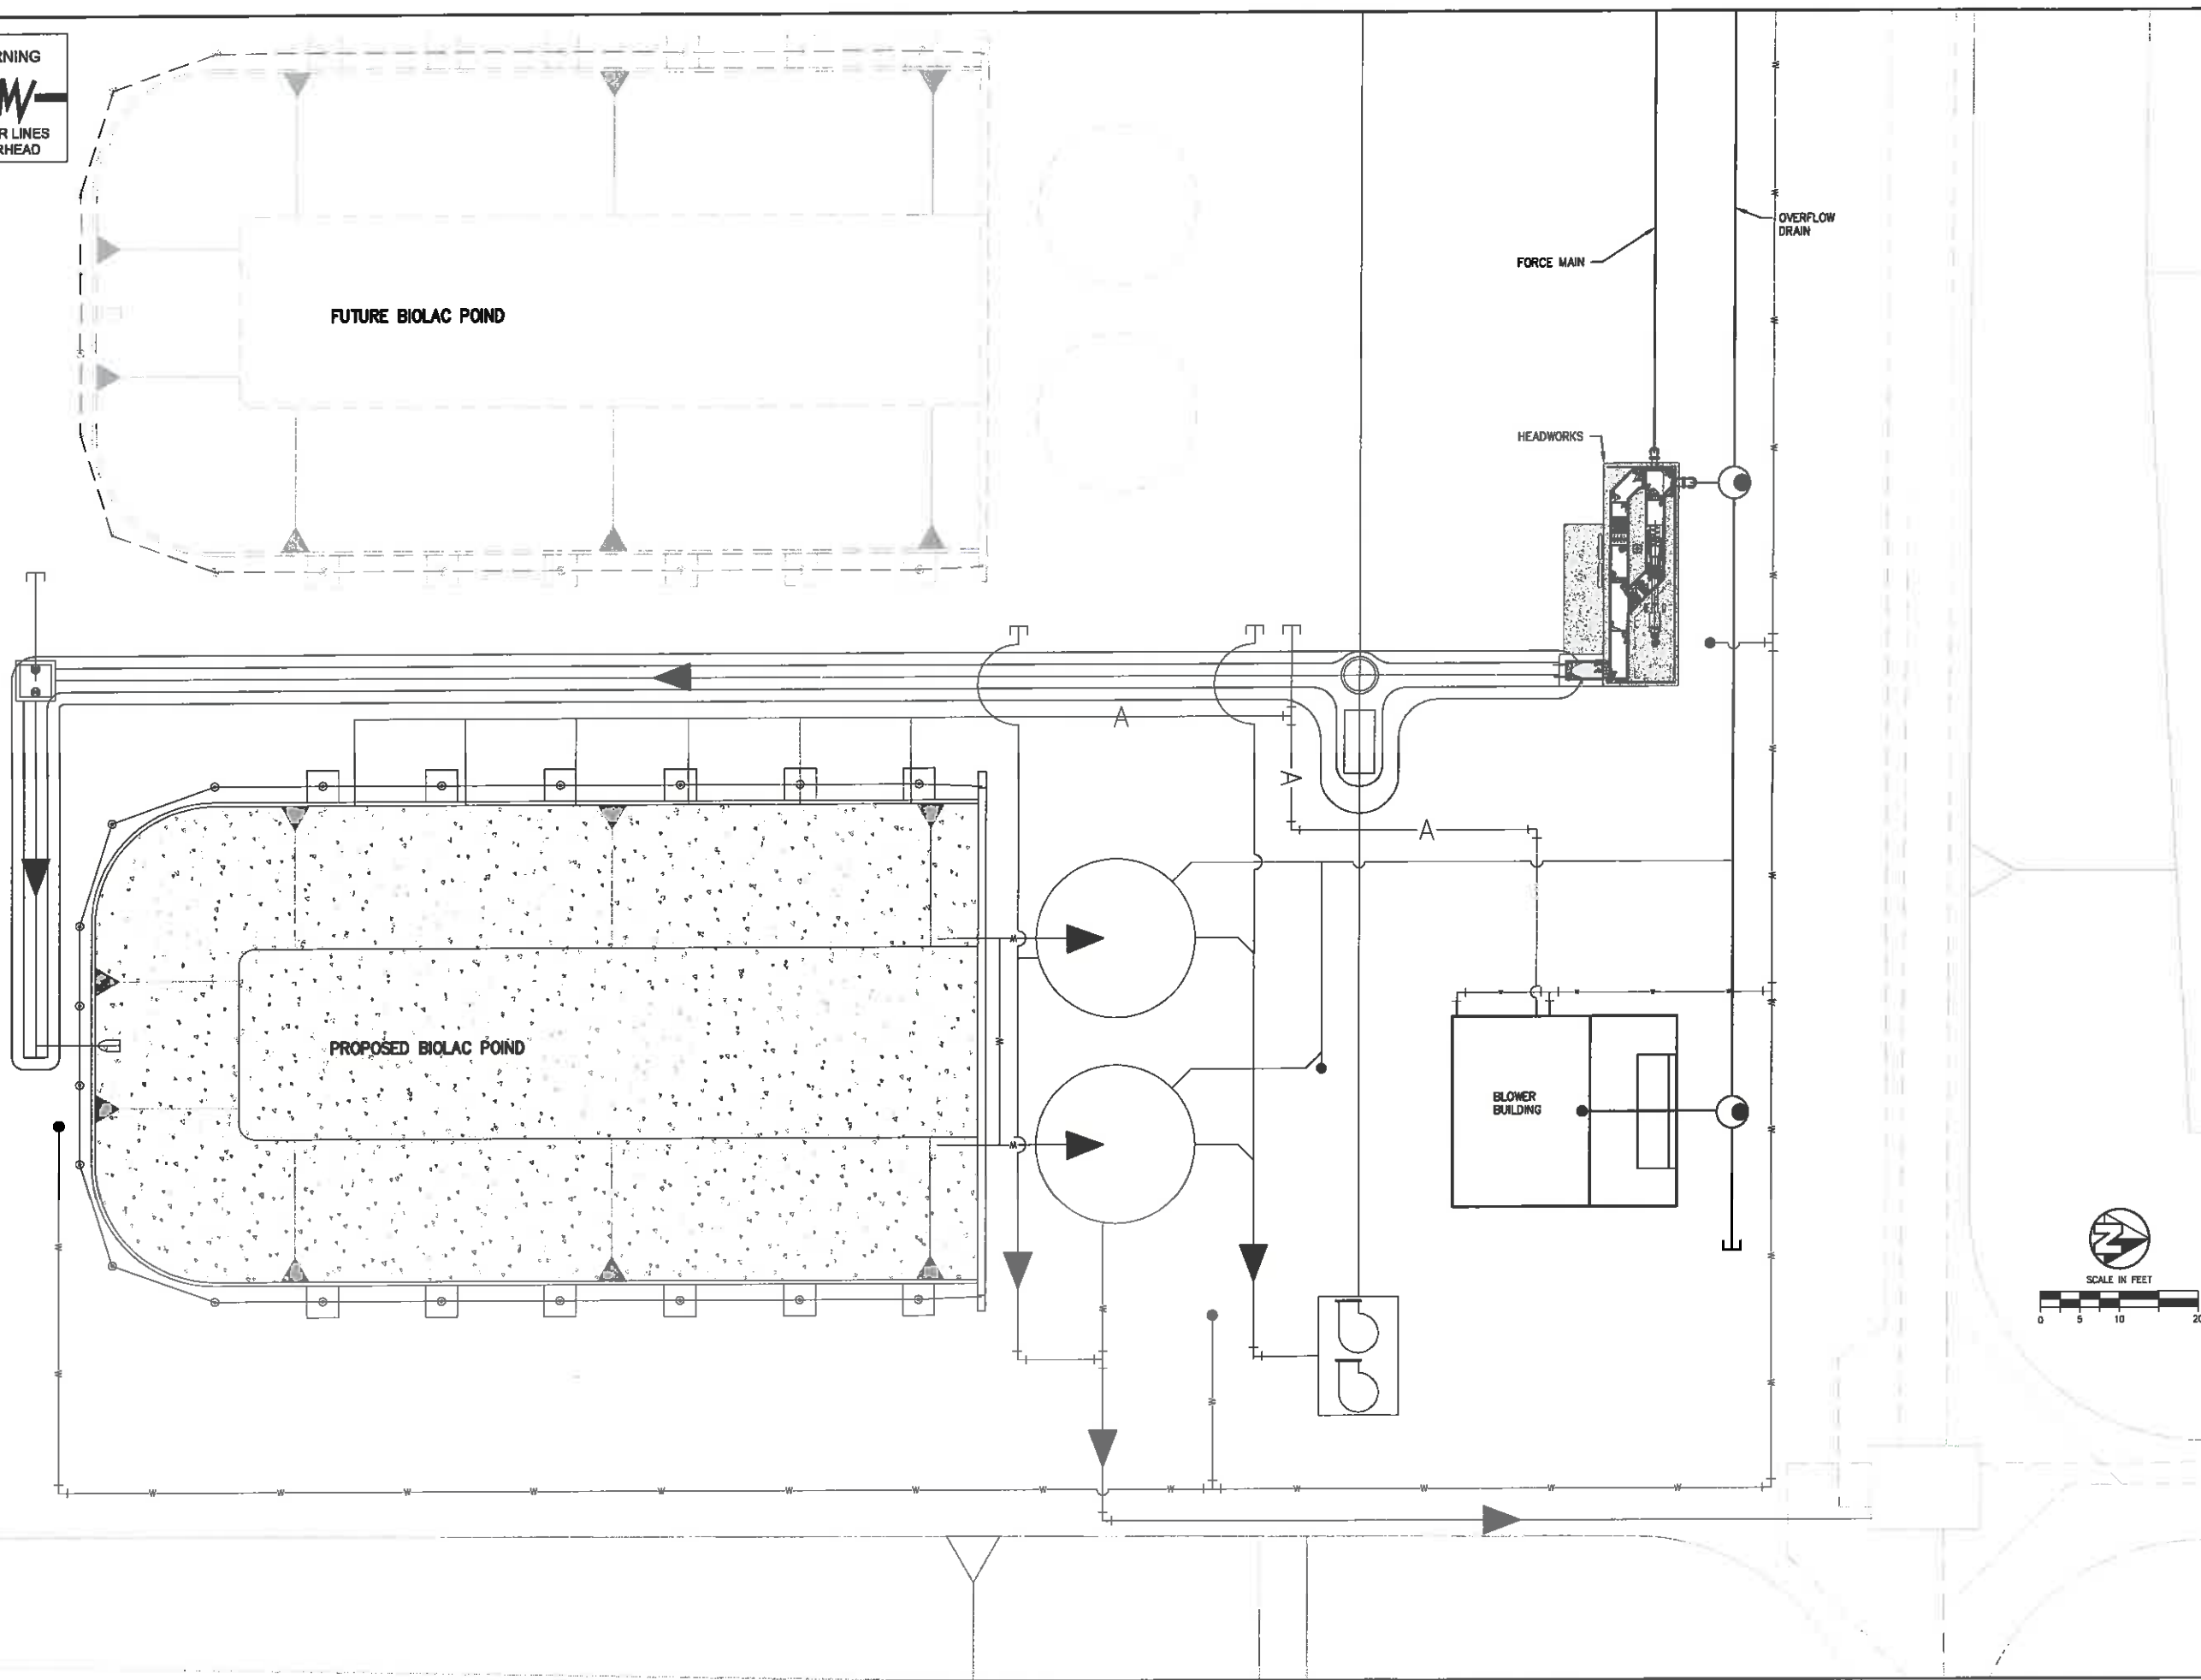 RNING
R LINES
RHEAD
OVERFLOW
DRAIN
FORCE MAIN
FUTURE BIOLAC POIND
HEADWORKS
A
A
A
PROPOSED BIOLAC POIND
BLOWER
BUILDING
N
SCALE IN FEET
0 5 10 20
W